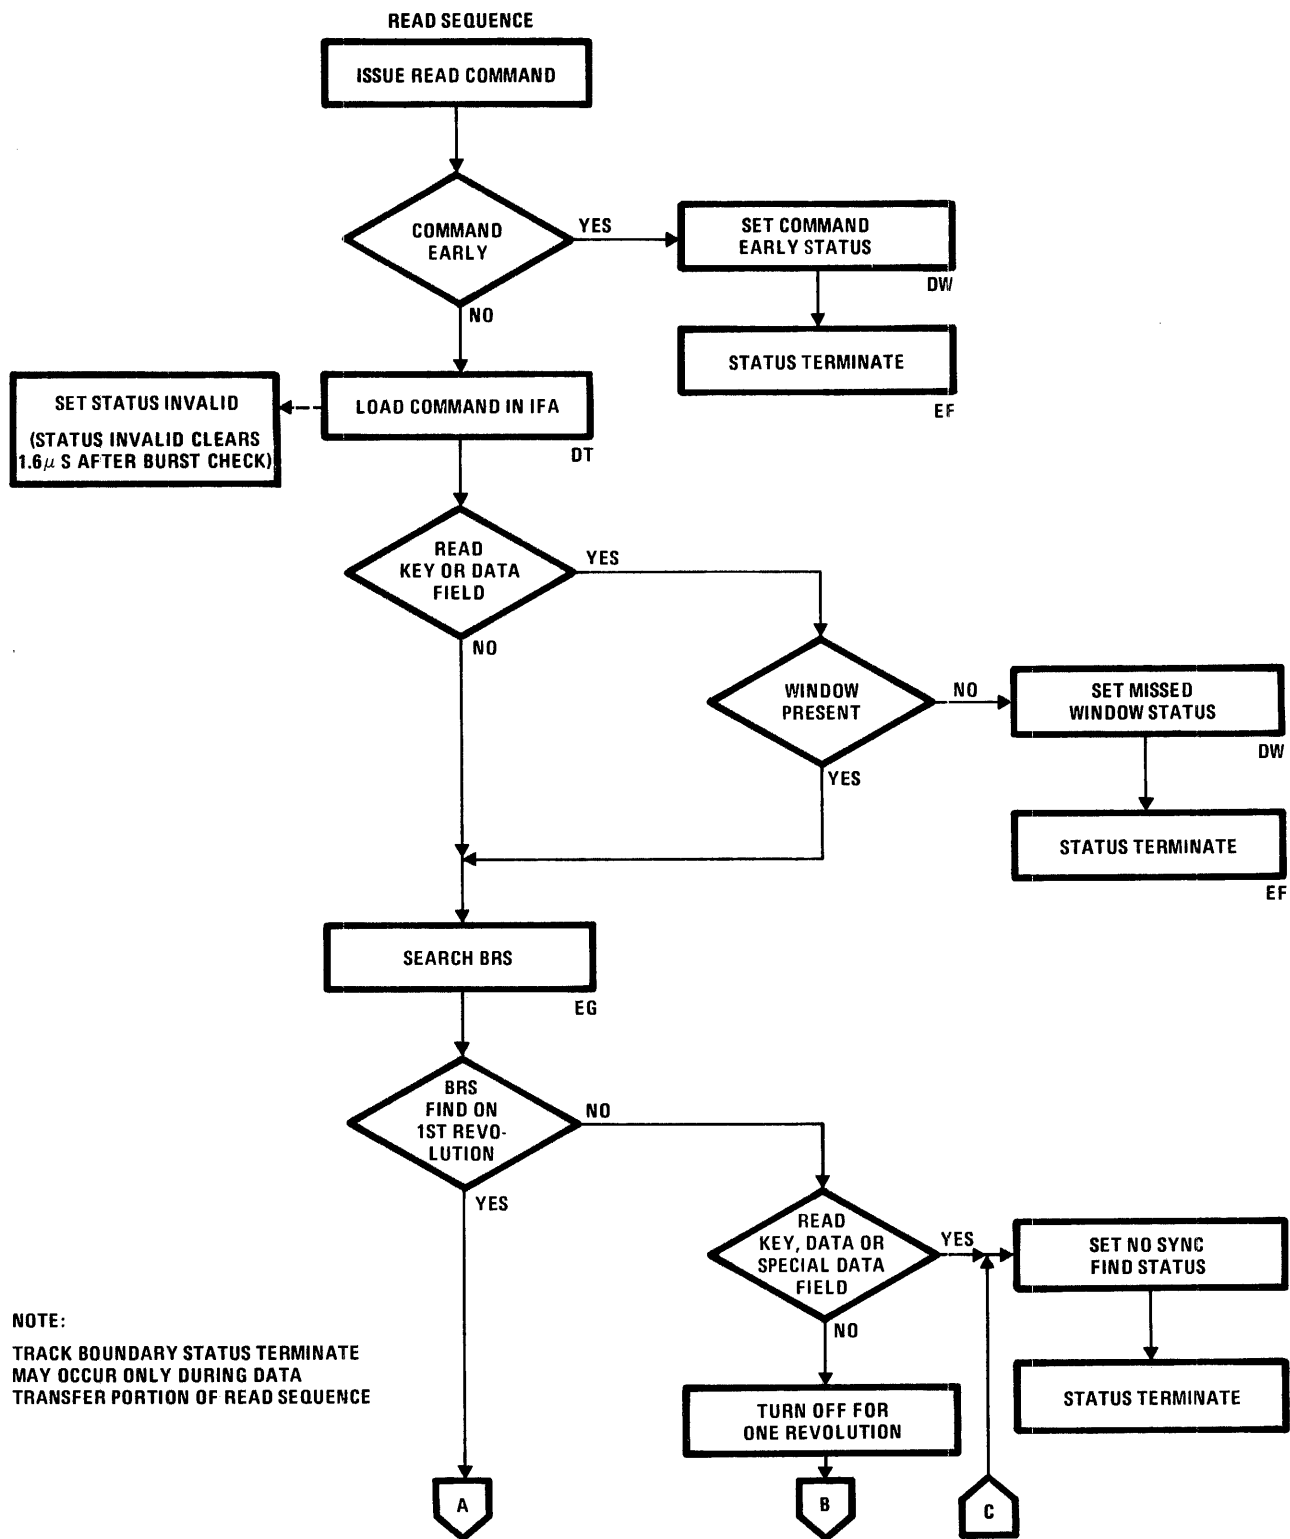 READ SEQUENCE
ISSUE READ COMMAND
COMMAND
EARLY
YES
SET COMMAND
EARLY STATUS
DW
NO
STATUS TERMINATE
EF
SET STATUS INVALID
(STATUS INVALID CLEARS
1.6μ S AFTER BURST CHECK)
LOAD COMMAND IN IFA
DT
READ
KEY OR DATA
FIELD
YES
NO
WINDOW
PRESENT
NO
SET MISSED
WINDOW STATUS
DW
YES
STATUS TERMINATE
EF
SEARCH BRS
EG
BRS
FIND ON
1ST REVO-
LUTION
NO
YES
READ
KEY, DATA OR
SPECIAL DATA
FIELD
YES
SET NO SYNC
FIND STATUS
NO
NOTE:
TRACK BOUNDARY STATUS TERMINATE
MAY OCCUR ONLY DURING DATA
TRANSFER PORTION OF READ SEQUENCE
TURN OFF FOR
ONE REVOLUTION
STATUS TERMINATE
A
B
C